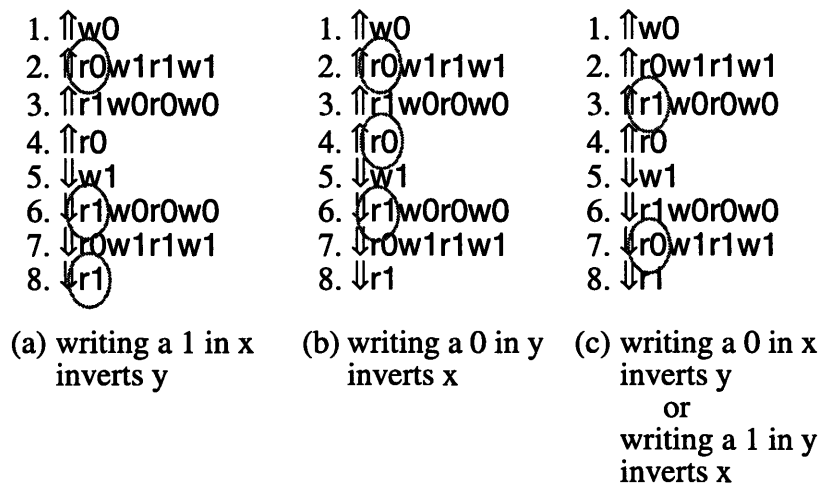 1. ⇑w0
2. ⇑r0w1r1w1
3. ⇑r1w0r0w0
4. ⇑r0
5. ⇓w1
6. ⇓r1w0r0w0
7. ⇓r0w1r1w1
8. ⇓r1
(a) writing a 1 in x
inverts y
1. ⇑w0
2. ⇑r0w1r1w1
3. ⇑r1w0r0w0
4. ⇑r0
5. ⇓w1
6. ⇓r1w0r0w0
7. ⇓r0w1r1w1
8. ⇓r1
(b) writing a 0 in y
inverts x
1. ⇑w0
2. ⇑r0w1r1w1
3. ⇑r1w0r0w0
4. ⇑r0
5. ⇓w1
6. ⇓r1w0r0w0
7. ⇓r0w1r1w1
8. ⇓r1
(c) writing a 0 in x
inverts y
or
writing a 1 in y
inverts x